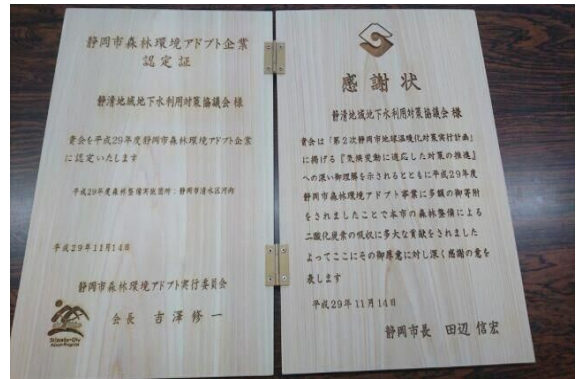 静岡市森林環境アドプト企業
認定証
静清地域地下水利用対策協議会様
貴会を平成29年度静岡市森林環境アドプト企業
に認定いたします
平成29年度森林整備実施箇所:静岡市清水区河内
平成29年11月14日
静岡市森林環境アドプト実行委員会
会長 吉澤修一
感謝状
静清地域地下水利用対策協議会様
貴会は「第2次静岡市地球温暖化対策実行計画」
に掲げる『気候変動に適応した対策の推進』
への深い御理解を示されるとともに平成29年度
静岡市森林環境アドプト事業に多額の御寄附
をされましたことで本市の森林整備による
二酸化炭素の吸収に多大な貢献をされました
よってここにその御厚意に対し深く感謝の意を
表します
平成29年11月14日
静岡市長 田辺信宏